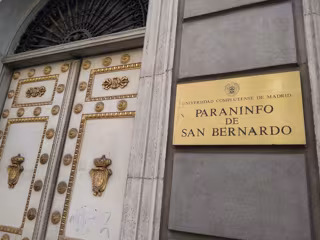 UNIVERSIDAD COMPLUTENSE DE MADRID
PARANINFO
DE
SAN BERNARDO